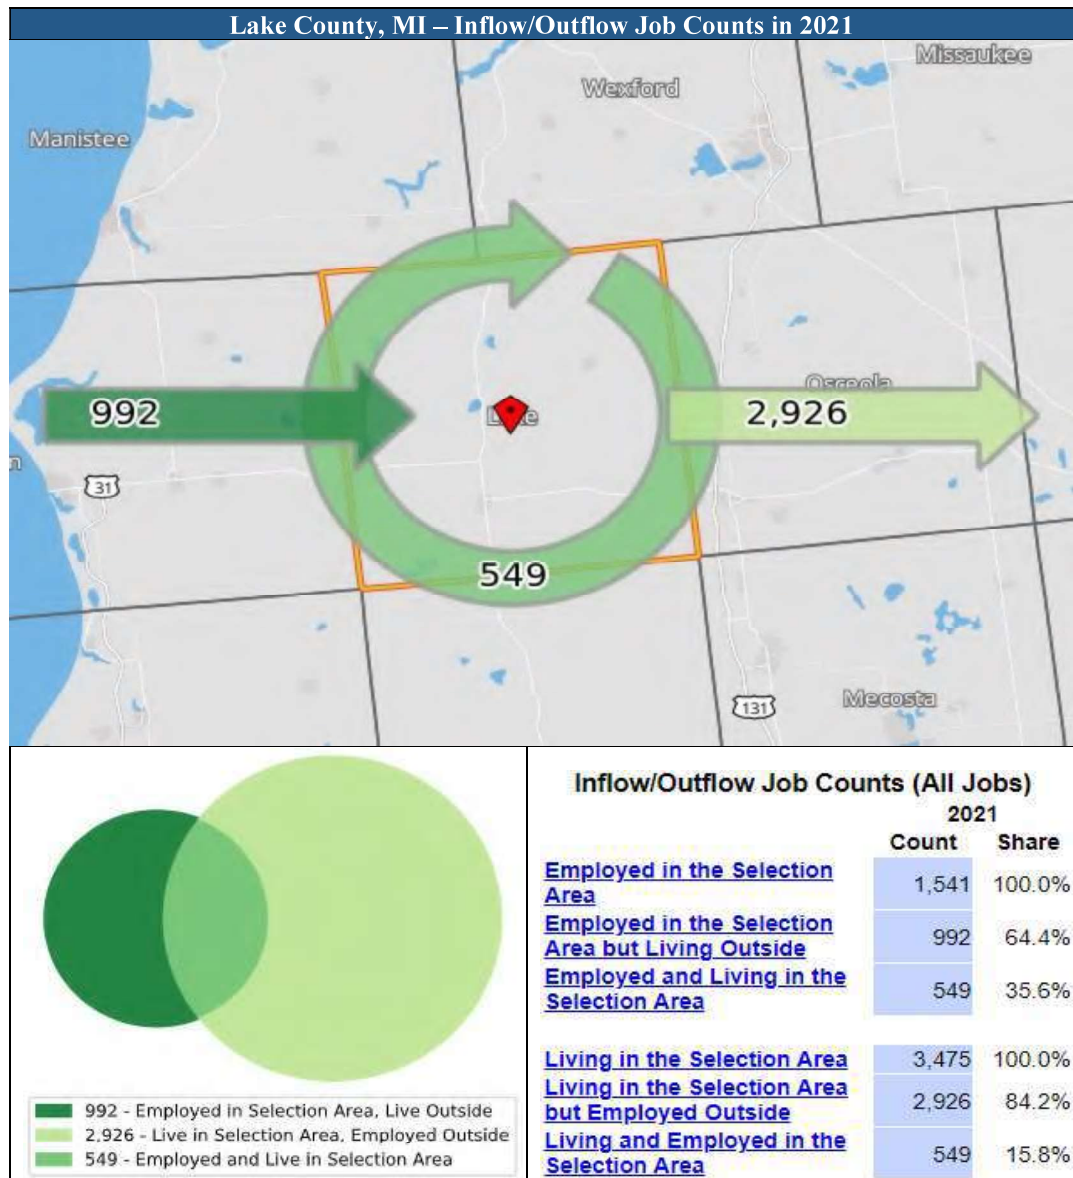 Lake County, MI – Inflow/Outflow Job Counts in 2021
Missaukee
Wexford
Manistee
Osceola
992
Lake
2,926
n
31
549
Mecosta
131
992 - Employed in Selection Area, Live Outside
2,926 - Live in Selection Area, Employed Outside
549 - Employed and Live in Selection Area
Inflow/Outflow Job Counts (All Jobs)
2021
Count Share
Employed in the Selection
Area 1,541 100.0%
Employed in the Selection
Area but Living Outside 992 64.4%
Employed and Living in the
Selection Area 549 35.6%
Living in the Selection Area 3,475 100.0%
Living in the Selection Area
but Employed Outside 2,926 84.2%
Living and Employed in the
Selection Area 549 15.8%